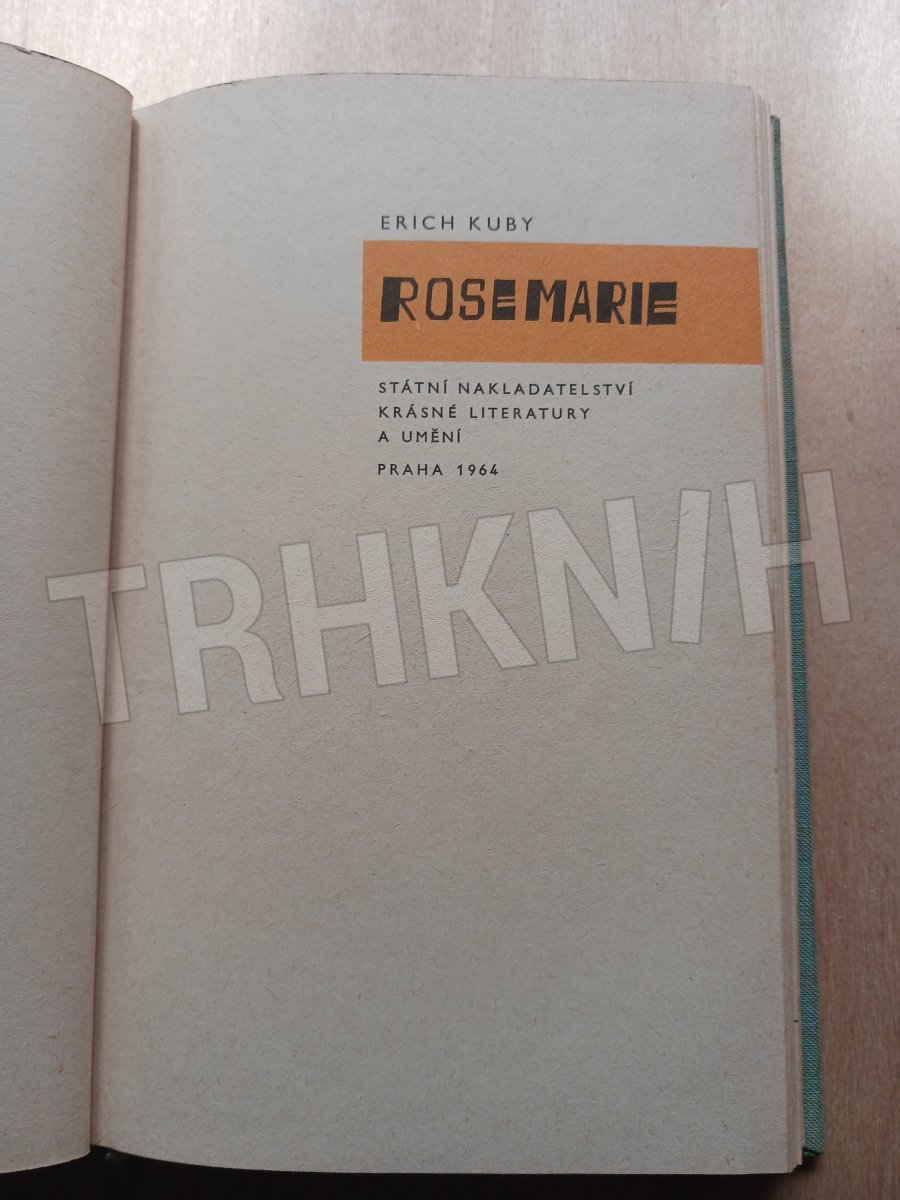 ERICH KUBY
ROSEMARIE
STÁTNÍ NAKLADATELSTVÍ
KRÁSNÉ LITERATURY
A UMĚNÍ
PRAHA 1964
TRHKNIH